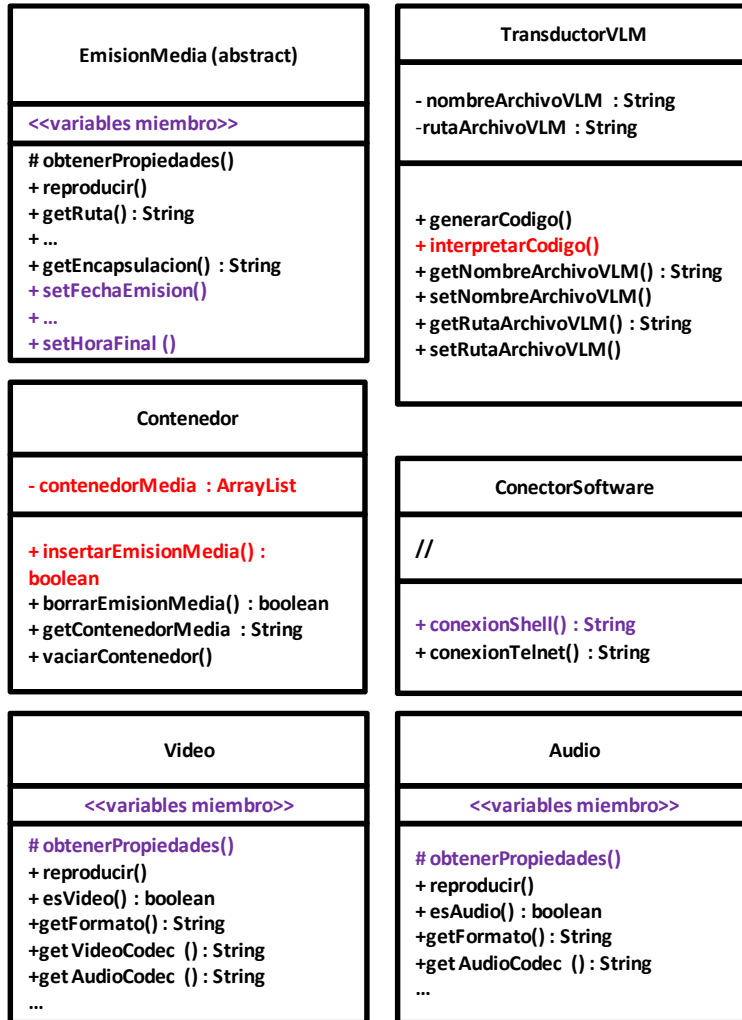 EmisionMedia (abstract)
<<variables miembro>>
# obtenerPropiedades()
+ reproducir()
+ getRuta() : String
+ ...
+ getEncapsulacion() : String
+ setFechaEmision()
+ ...
+ setHoraFinal ()
TransductorVLM
- nombreArchivoVLM : String
-rutaArchivoVLM : String
+ generarCodigo()
+ interpretarCodigo()
+ getNombreArchivoVLM() : String
+ setNombreArchivoVLM()
+ getRutaArchivoVLM() : String
+ setRutaArchivoVLM()
Contenedor
- contenedorMedia : ArrayList
+ insertarEmisionMedia() :
boolean
+ borrarEmisionMedia() : boolean
+ getContenedorMedia : String
+ vaciarContenedor()
ConectorSoftware
//
+ conexionShell() : String
+ conexionTelnet() : String
Video
<<variables miembro>>
# obtenerPropiedades()
+ reproducir()
+ esVideo() : boolean
+getFormato() : String
+get VideoCodec () : String
+get AudioCodec () : String
...
Audio
<<variables miembro>>
# obtenerPropiedades()
+ reproducir()
+ esAudio() : boolean
+getFormato() : String
+get AudioCodec () : String
...